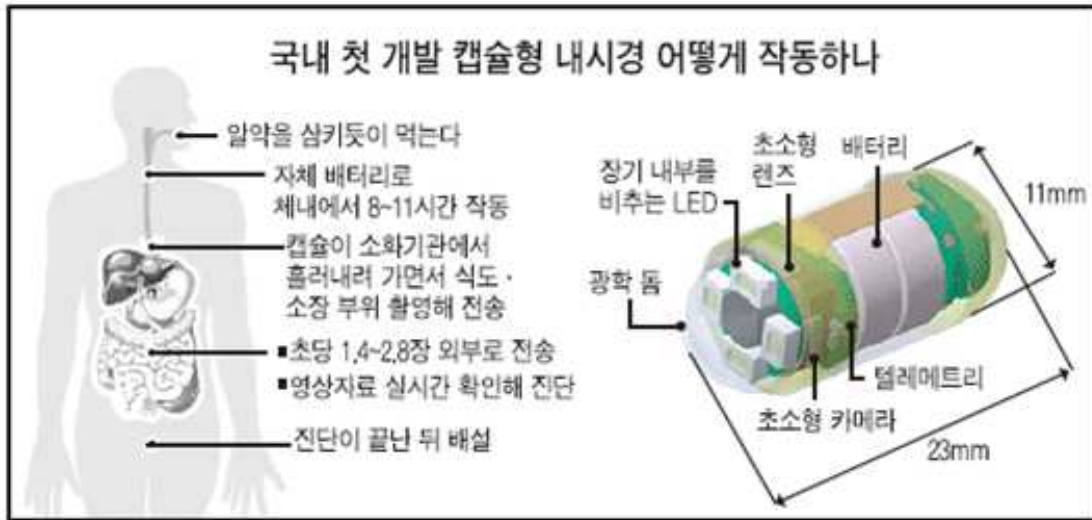 국내 첫 개발 캡슐형 내시경 어떻게 작동하나
알약을 삼키듯이 먹는다
자체 배터리로
체내에서 8~11시간 작동
캡슐이 소화기관에서
흘러내려 가면서 식도·
소장 부위 촬영해 전송
■초당 1.4~2.8장 외부로 전송
■영상자료 실시간 확인해 진단
진단이 끝난 뒤 배설
장기 내부를
비추는 LED
초소형
렌즈
배터리
11mm
광학 돔
텔레메트리
초소형 카메라
23mm